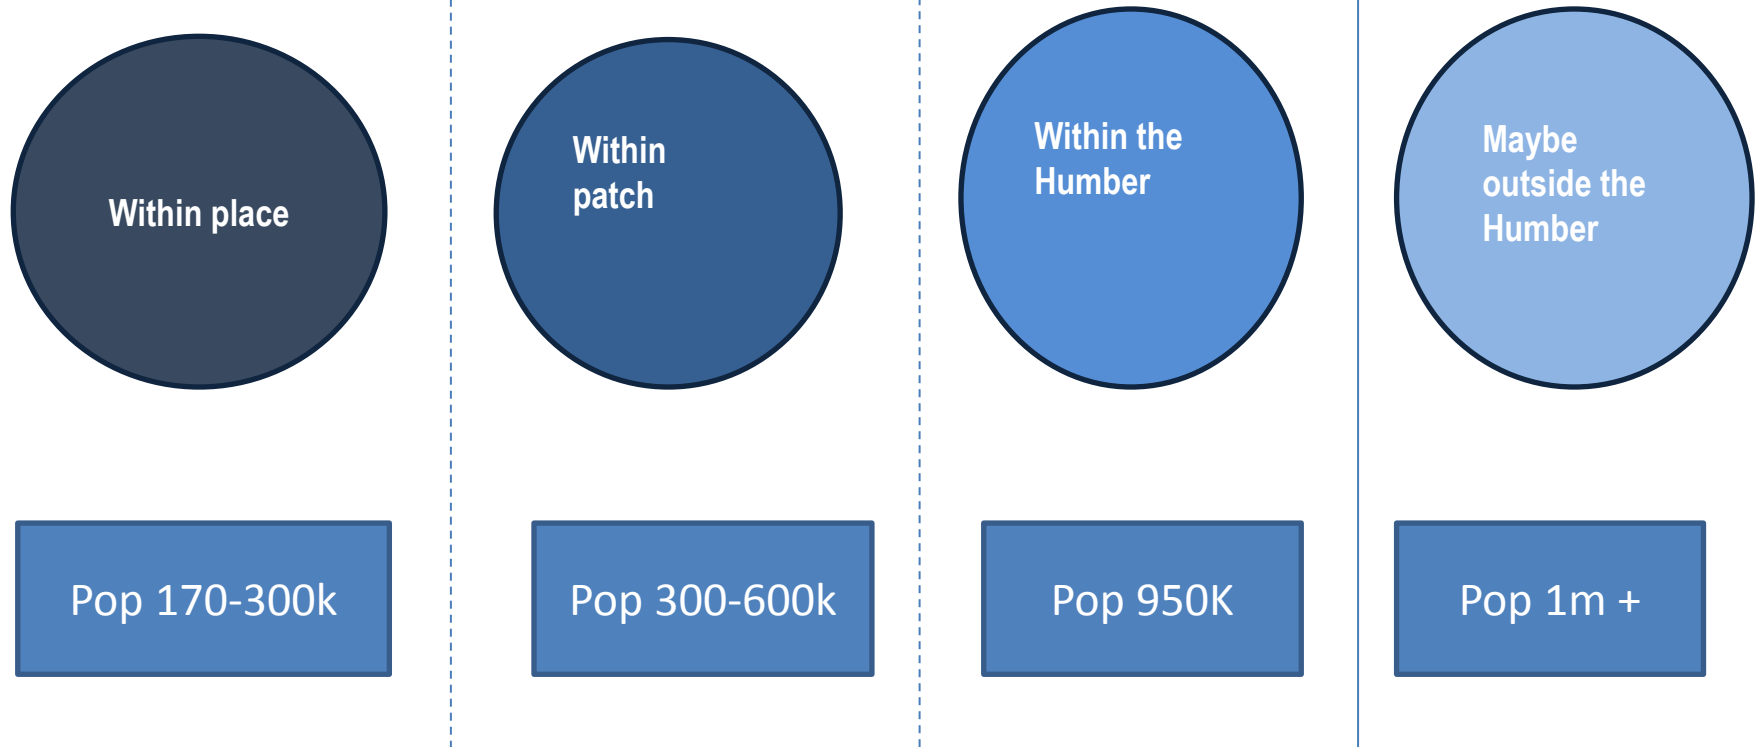 Within place
Within
patch
Within the
Humber
Maybe
outside the
Humber
Pop 170-300k
Pop 300-600k
Pop 950K
Pop 1m +